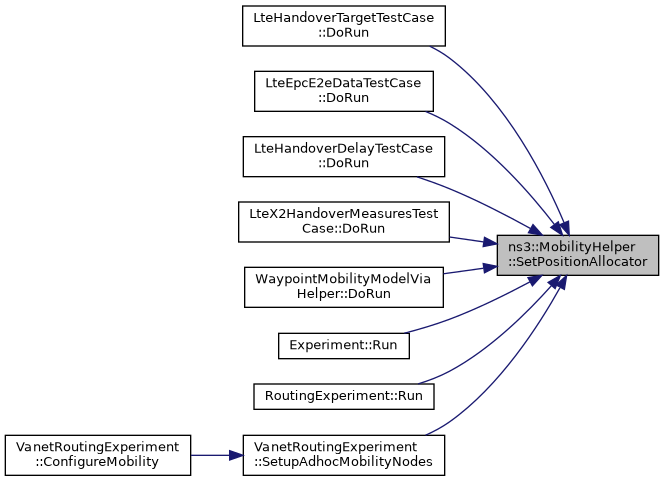 LteHandoverTargetTestCase
::DoRun
LteEpcE2eDataTestCase
::DoRun
LteHandoverDelayTestCase
::DoRun
LteX2HandoverMeasuresTest
Case::DoRun
ns3::MobilityHelper
::SetPositionAllocator
WaypointMobilityModelVia
Helper::DoRun
Experiment::Run
RoutingExperiment::Run
VanetRoutingExperiment
::ConfigureMobility
VanetRoutingExperiment
::SetupAdhocMobilityNodes